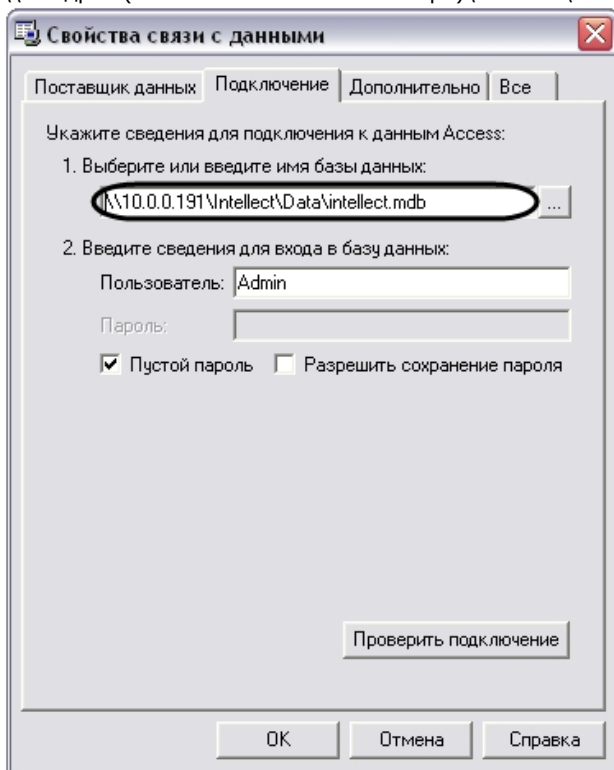 Свойства связи с данными
Поставщик данных Подключение Дополнительно Все
Укажите сведения для подключения к данным Access:
1. Выберите или введите имя базы данных:
\\10.0.0.191\Intellect\Data\intellect.mdb ...
2. Введите сведения для входа в базу данных:
Пользователь: Admin
Пароль:
Пустой пароль Разрешить сохранение пароля
Проверить подключение
OK Отмена Справка